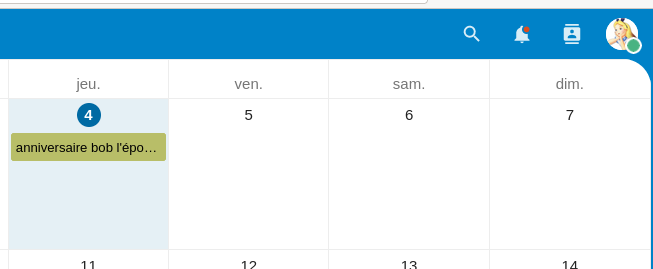 jeu. ven. sam. dim.
4 5 6 7
anniversaire bob l'épo…
11 12 13 14